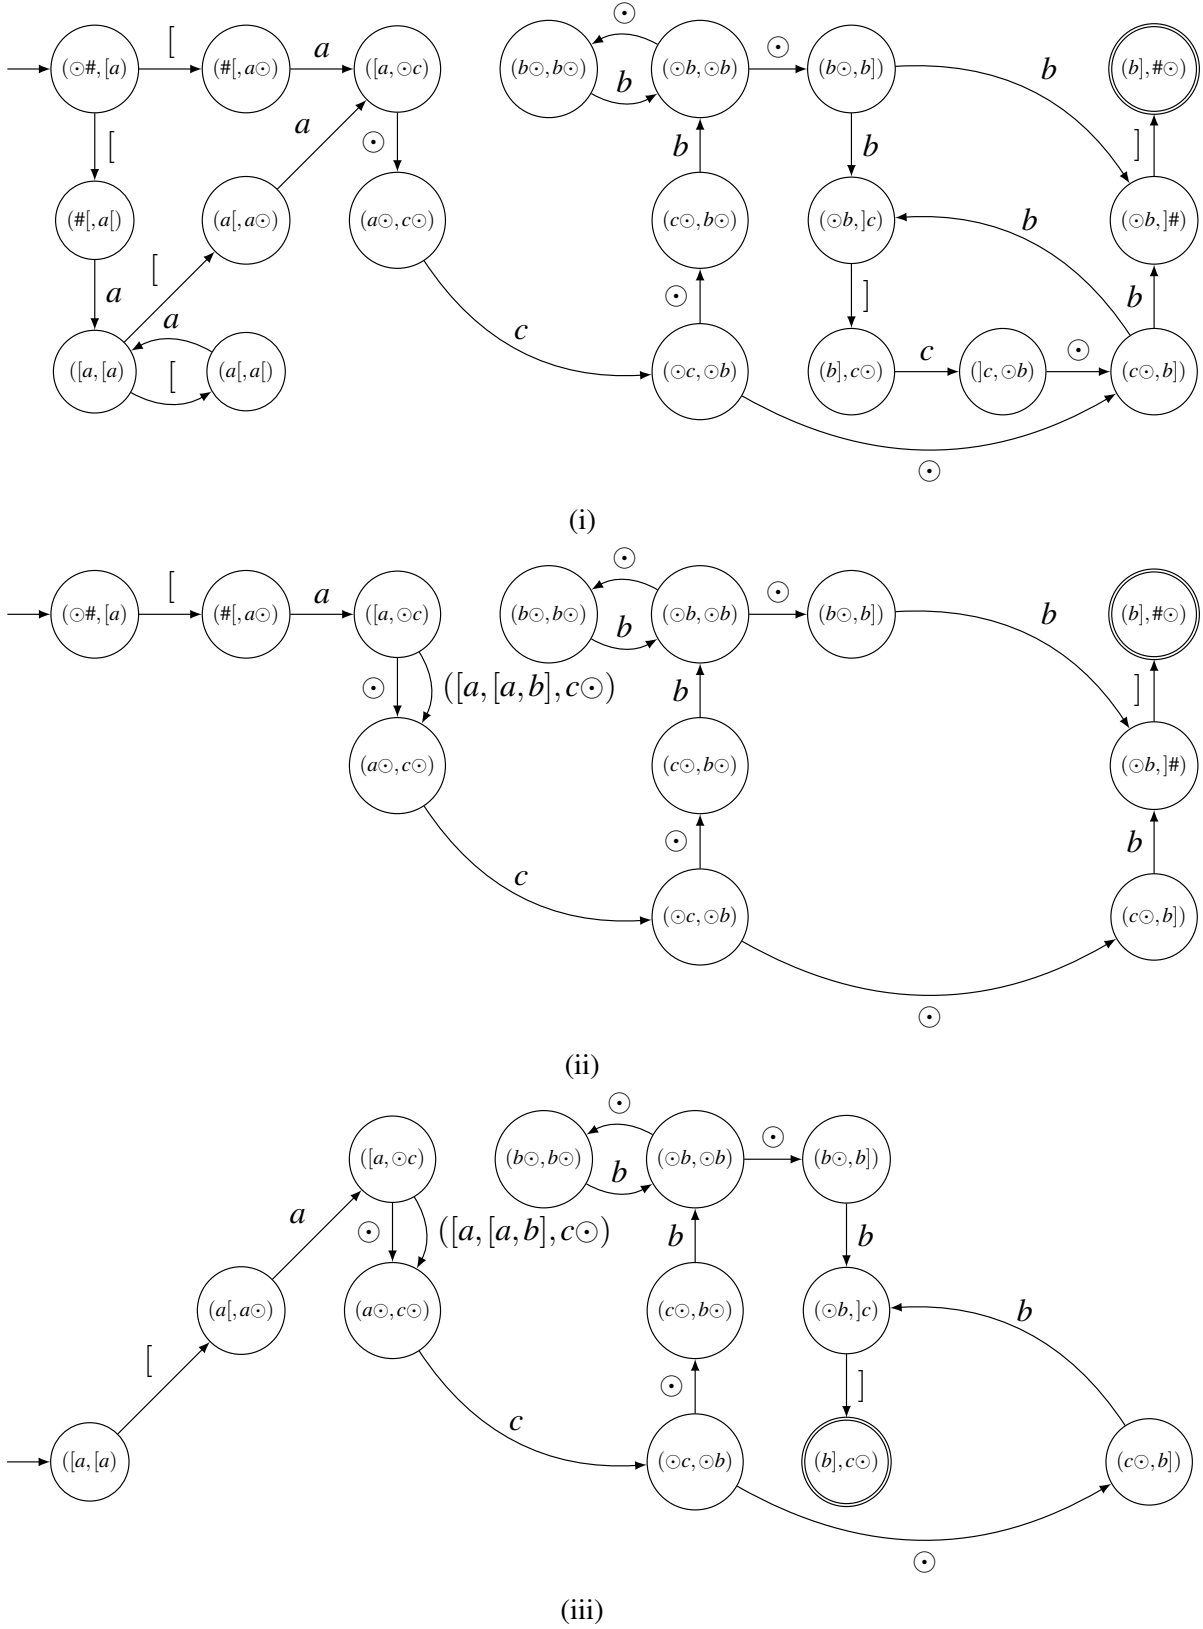 [ a ⊙ ⊙
(⊙#, [a) (#[, a⊙) ([a, ⊙c) (b⊙, b⊙) (⊙b, ⊙b) (b⊙, b]) (b], #⊙)
b b
[ a ⊙ b b ]
(#[, a[) (a[, a⊙) (a⊙, c⊙) (c⊙, b⊙) (⊙b, ]c) (⊙b, ]#)
b
a [ a c ⊙ ] b
([a, [a) (a[, a[) (⊙c, ⊙b) (b], c⊙) (]c, ⊙b) (c⊙, b])
[ c ⊙
⊙
(i)
[ a ⊙ ⊙
(⊙#, [a) (#[, a⊙) ([a, ⊙c) (b⊙, b⊙) (⊙b, ⊙b) (b⊙, b]) (b], #⊙)
b b
⊙ ([a, [a, b], c⊙) b ]
(a⊙, c⊙) (c⊙, b⊙) (⊙b, ]#)
c ⊙ b
(⊙c, ⊙b) (c⊙, b])
⊙
(ii)
⊙ ⊙
([a, ⊙c) (b⊙, b⊙) (⊙b, ⊙b) (b⊙, b])
b
a ⊙ ([a, [a, b], c⊙) b b
(a[, a⊙) (a⊙, c⊙) (c⊙, b⊙) (⊙b, ]c)
b
[ c ⊙ ]
([a, [a) (⊙c, ⊙b) (b], c⊙) (c⊙, b])
⊙
(iii)